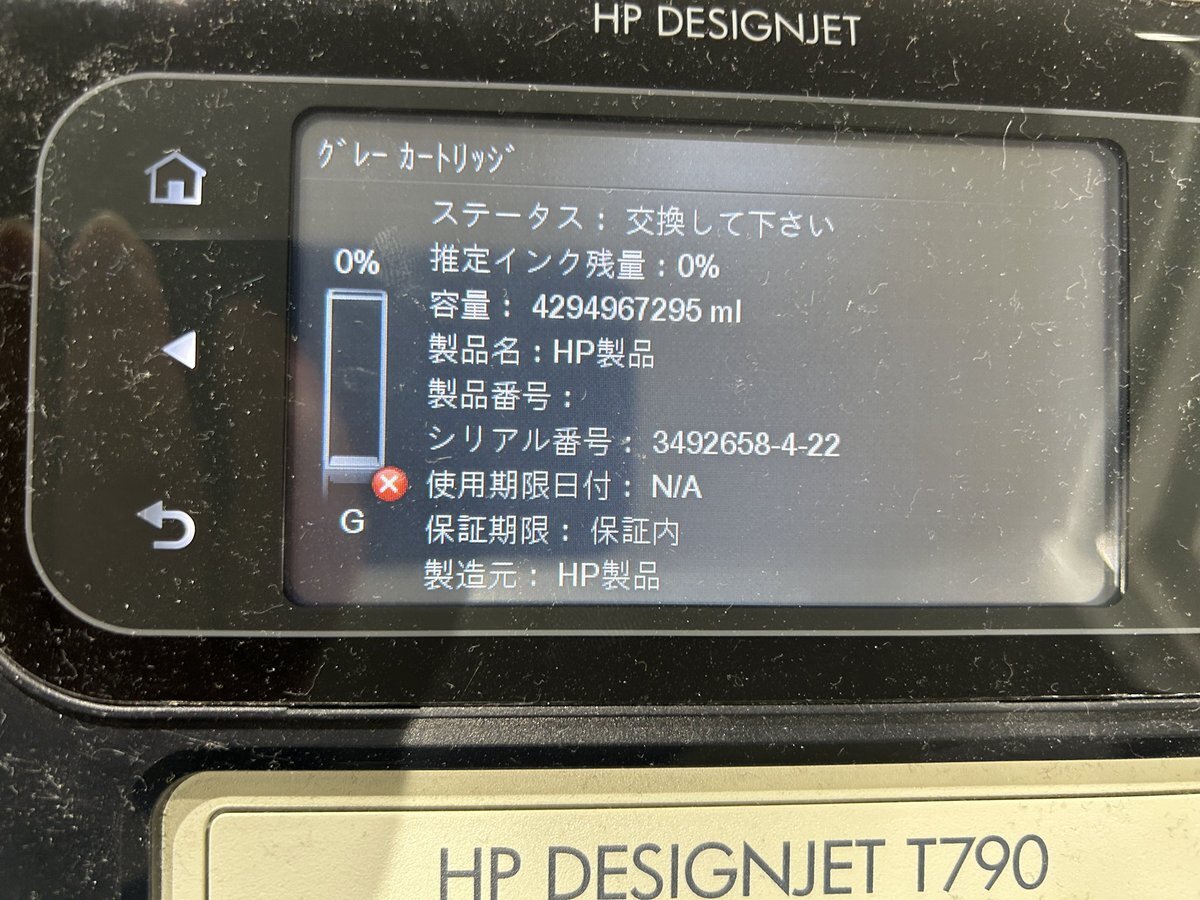 HP DESIGNJET
ｸﾞﾚｰ ｶｰﾄﾘｯｼﾞ
ステータス： 交換して下さい
0%
推定インク残量：0%
容量： 4294967295 ml
製品名：HP製品
製品番号：
シリアル番号： 3492658-4-22
使用期限日付： N/A
G
保証期限： 保証内
製造元： HP製品
HP DESIGNJET T790